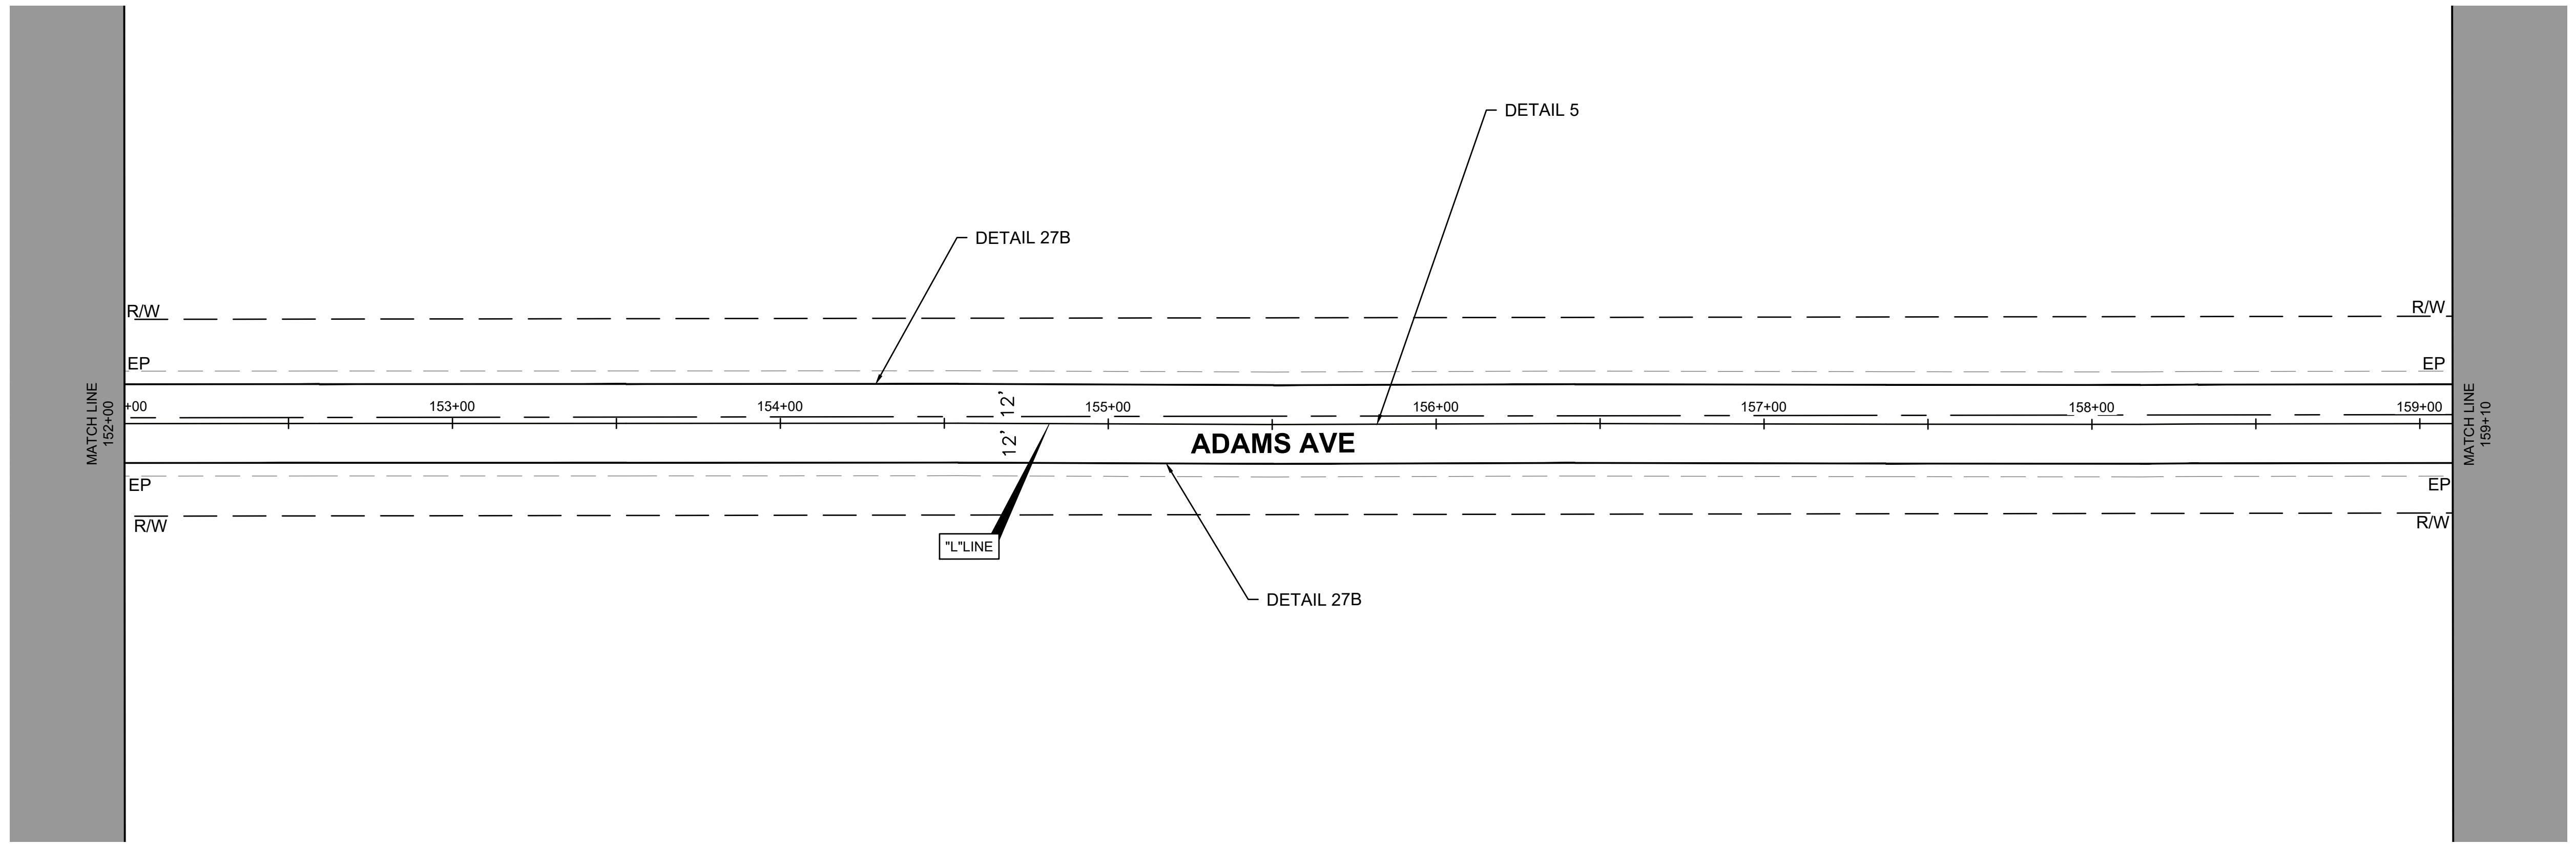 DETAIL 5
DETAIL 27B
R/W
R/W
EP
EP
MATCH LINE
152+00
+00
153+00
154+00
12'
155+00
156+00
157+00
158+00
159+00
MATCH LINE
159+10
12'
ADAMS AVE
EP
EP
R/W
R/W
"L"LINE
DETAIL 27B